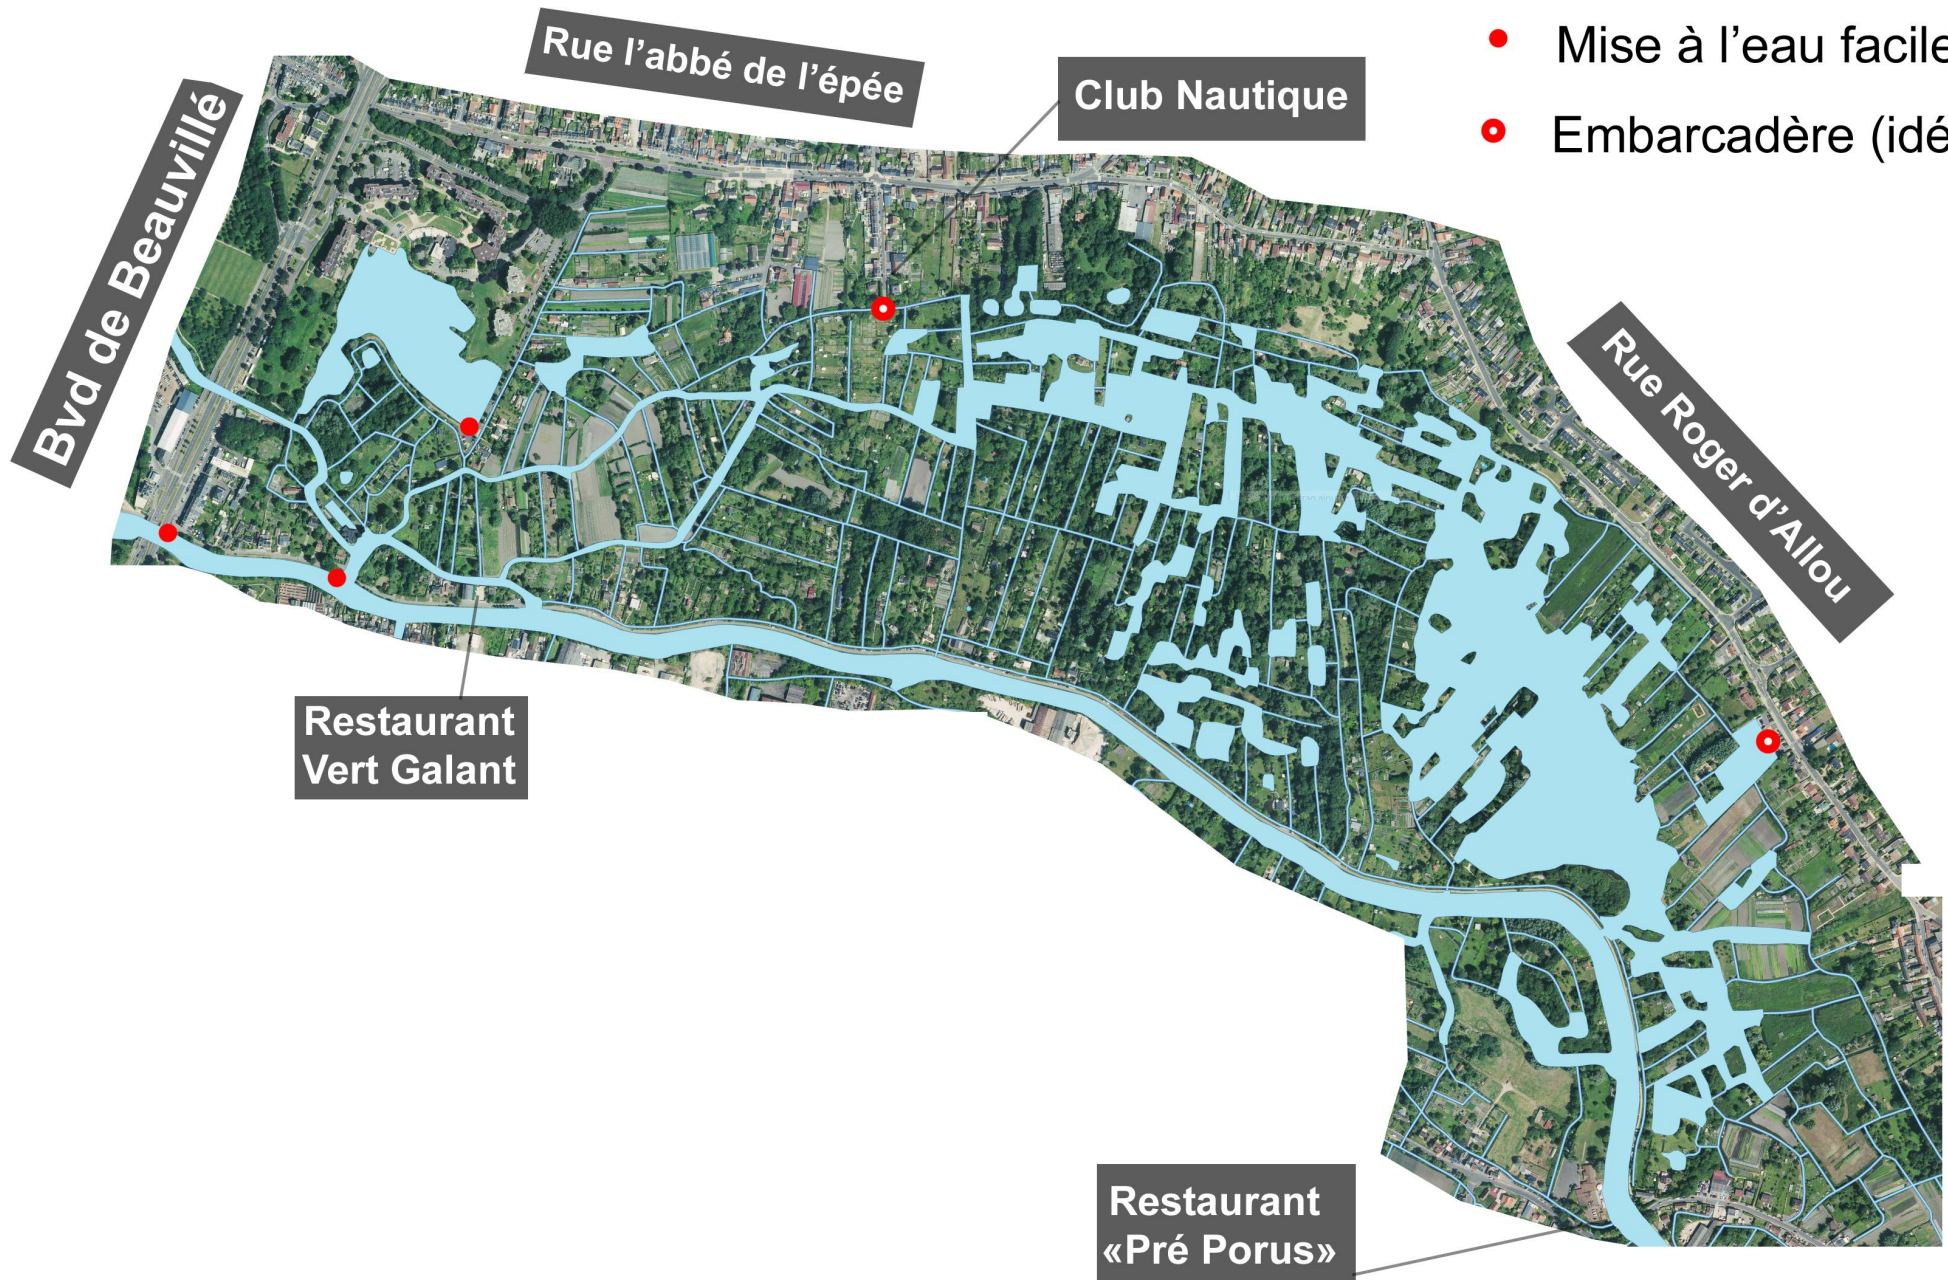 Mise à l'eau facile
Embarcadère (idé
Rue l'abbé de l'épée
Club Nautique
Bvd de Beauvillé
Rue Roger d'Allou
Restaurant
Vert Galant
Restaurant
«Pré Porus»